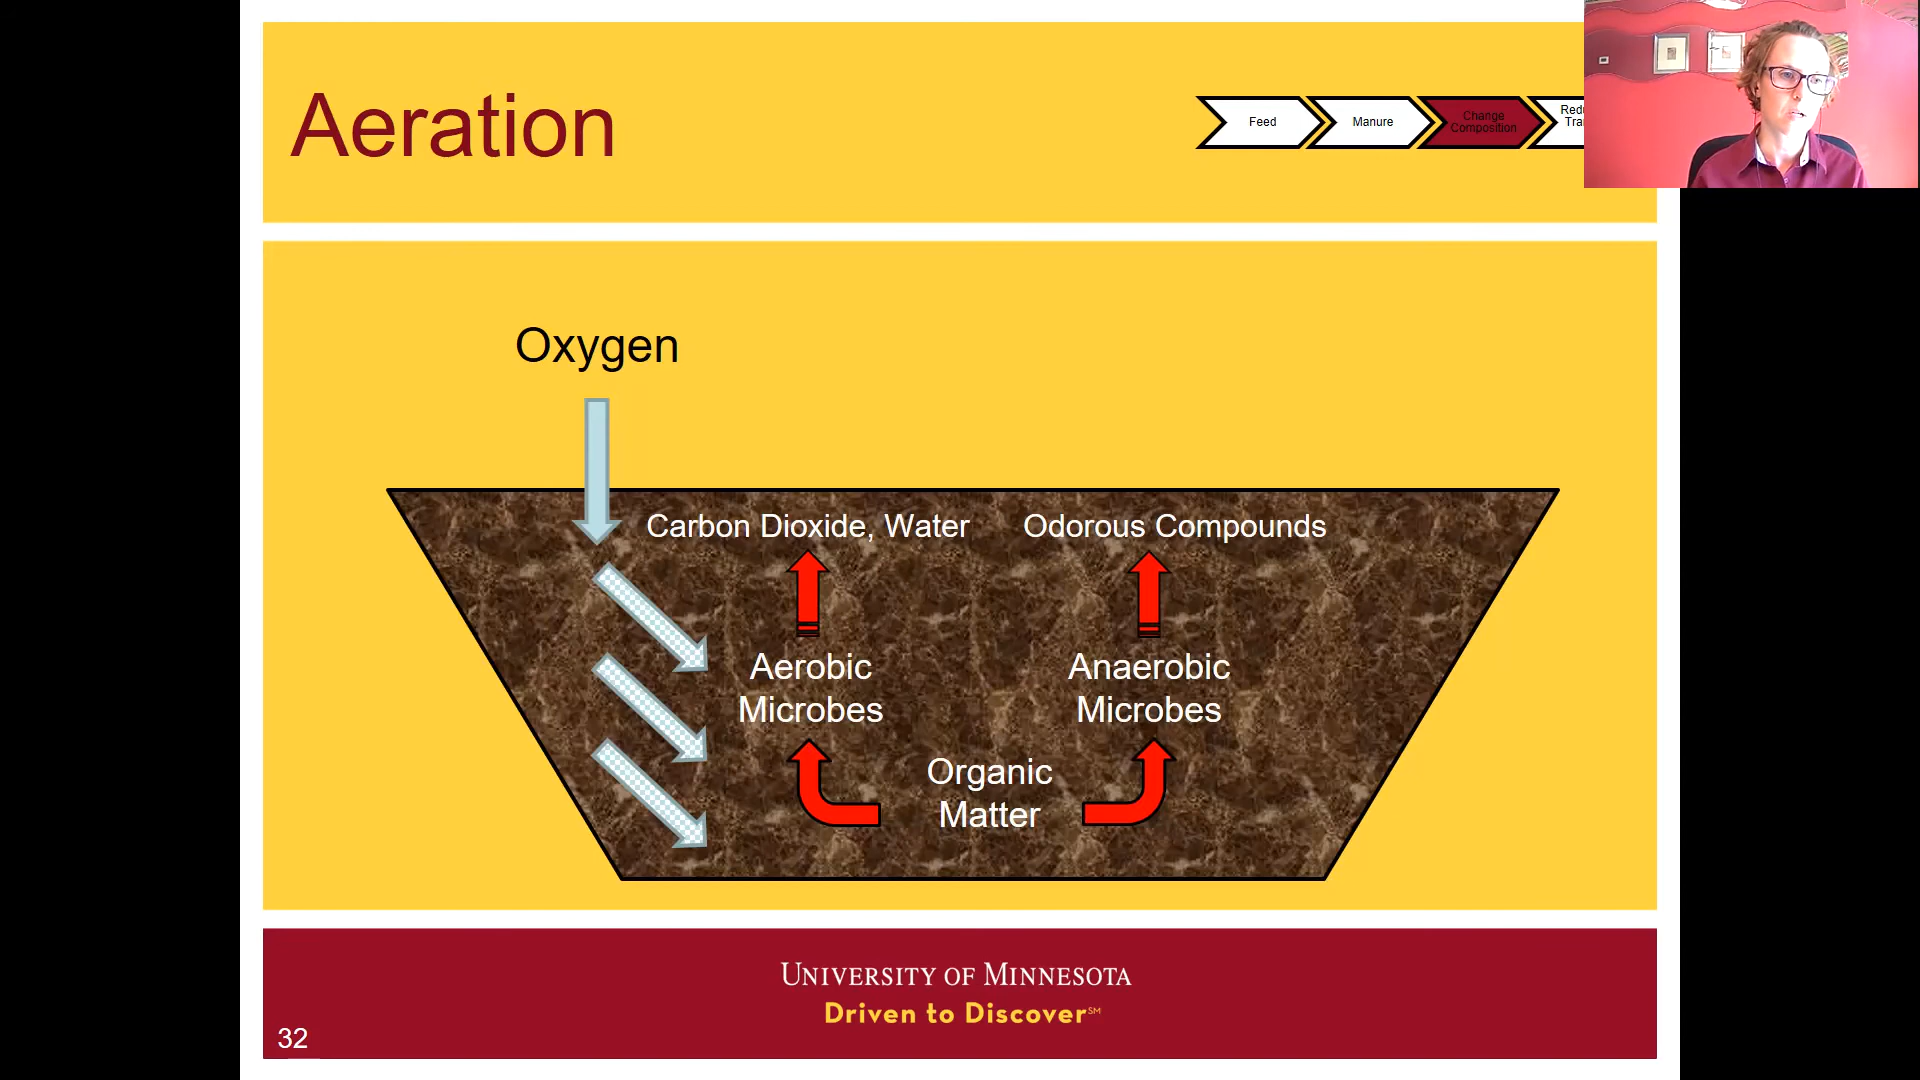 Aeration
Feed
Manure
Change
Composition
Oxygen
Carbon Dioxide, Water
Odorous Compounds
Aerobic
Microbes
Anaerobic
Microbes
Organic
Matter
UNIVERSITY OF MINNESOTA
Driven to Discover℠
32